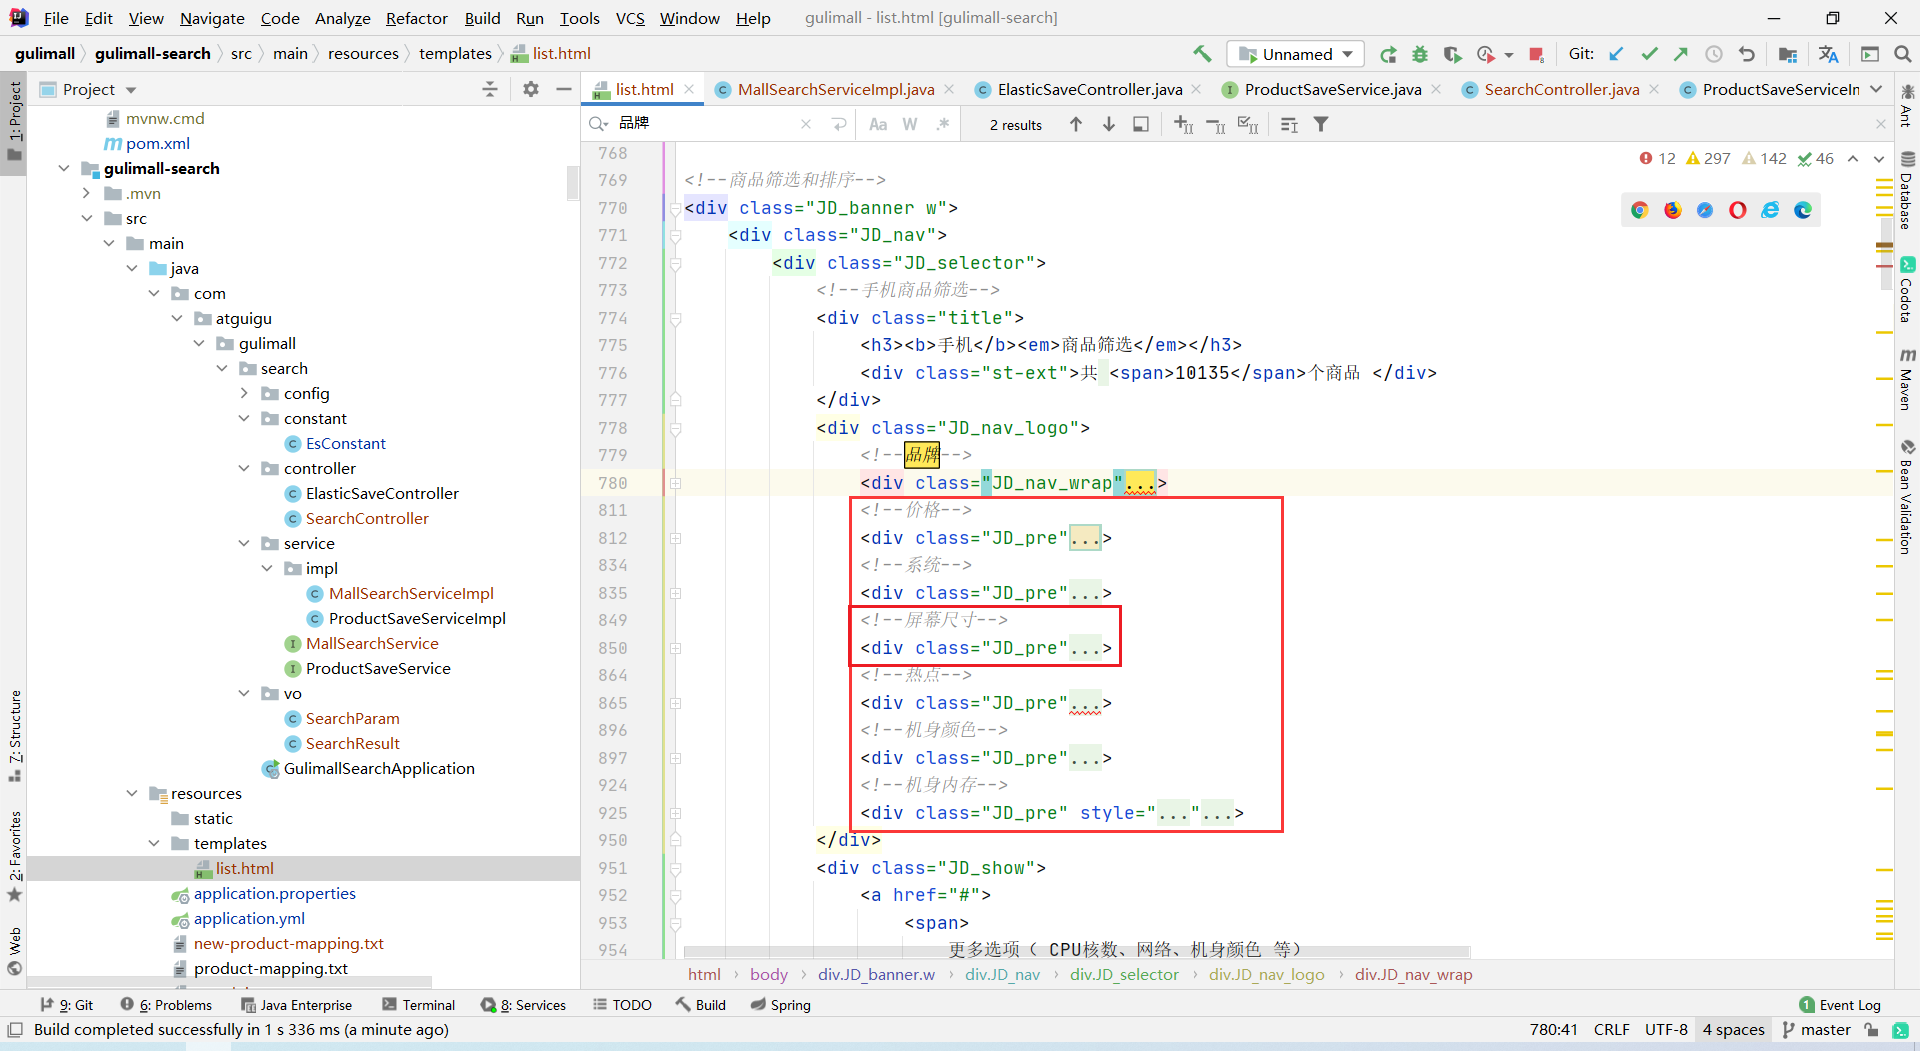 File Edit View Navigate Code Analyze Refactor Build Run Tools VCS Window Help gulimall - list.html [gulimall-search]
gulimall gulimall-search src main resources templates list.html Unnamed Git:
Project list.html MallSearchServiceImpl.java ElasticSaveController.java ProductSaveService.java SearchController.java ProductSaveServiceIn
品牌 Aa W .* 2 results
12 297 142 46
1: Project
7: Structure
2: Favorites
Web
mvnw.cmd
pom.xml
gulimall-search
.mvn
src
main
java
com
atguigu
gulimall
search
config
constant
EsConstant
controller
ElasticSaveController
SearchController
service
impl
MallSearchServiceImpl
ProductSaveServiceImpl
MallSearchService
ProductSaveService
vo
SearchParam
SearchResult
GulimallSearchApplication
resources
static
templates
list.html
application.properties
application.yml
new-product-mapping.txt
product-mapping.txt
768
769 <!--商品筛选和排序-->
770 <div class="JD_banner w">
771 <div class="JD_nav">
772 <div class="JD_selector">
773 <!--手机商品筛选-->
774 <div class="title">
775 <h3><b>手机</b><em>商品筛选</em></h3>
776 <div class="st-ext">共 <span>10135</span>个商品 </div>
777 </div>
778 <div class="JD_nav_logo">
779 <!--品牌-->
780 <div class="JD_nav_wrap"...>
811 <!--价格-->
812 <div class="JD_pre"...>
834 <!--系统-->
835 <div class="JD_pre"...>
849 <!--屏幕尺寸-->
850 <div class="JD_pre"...>
864 <!--热点-->
865 <div class="JD_pre"...>
896 <!--机身颜色-->
897 <div class="JD_pre"...>
924 <!--机身内存-->
925 <div class="JD_pre" style="..."...>
950 </div>
951 <div class="JD_show">
952 <a href="#">
953 <span>
954 更多选项（ CPU核数、网络、机身颜色 等）
Ant
Database
Codota
m Maven
Bean Validation
html body div.JD_banner.w div.JD_nav div.JD_selector div.JD_nav_logo div.JD_nav_wrap
9: Git 6: Problems Java Enterprise Terminal 8: Services TODO Build Spring 1 Event Log
Build completed successfully in 1 s 336 ms (a minute ago) 780:41 CRLF UTF-8 4 spaces master